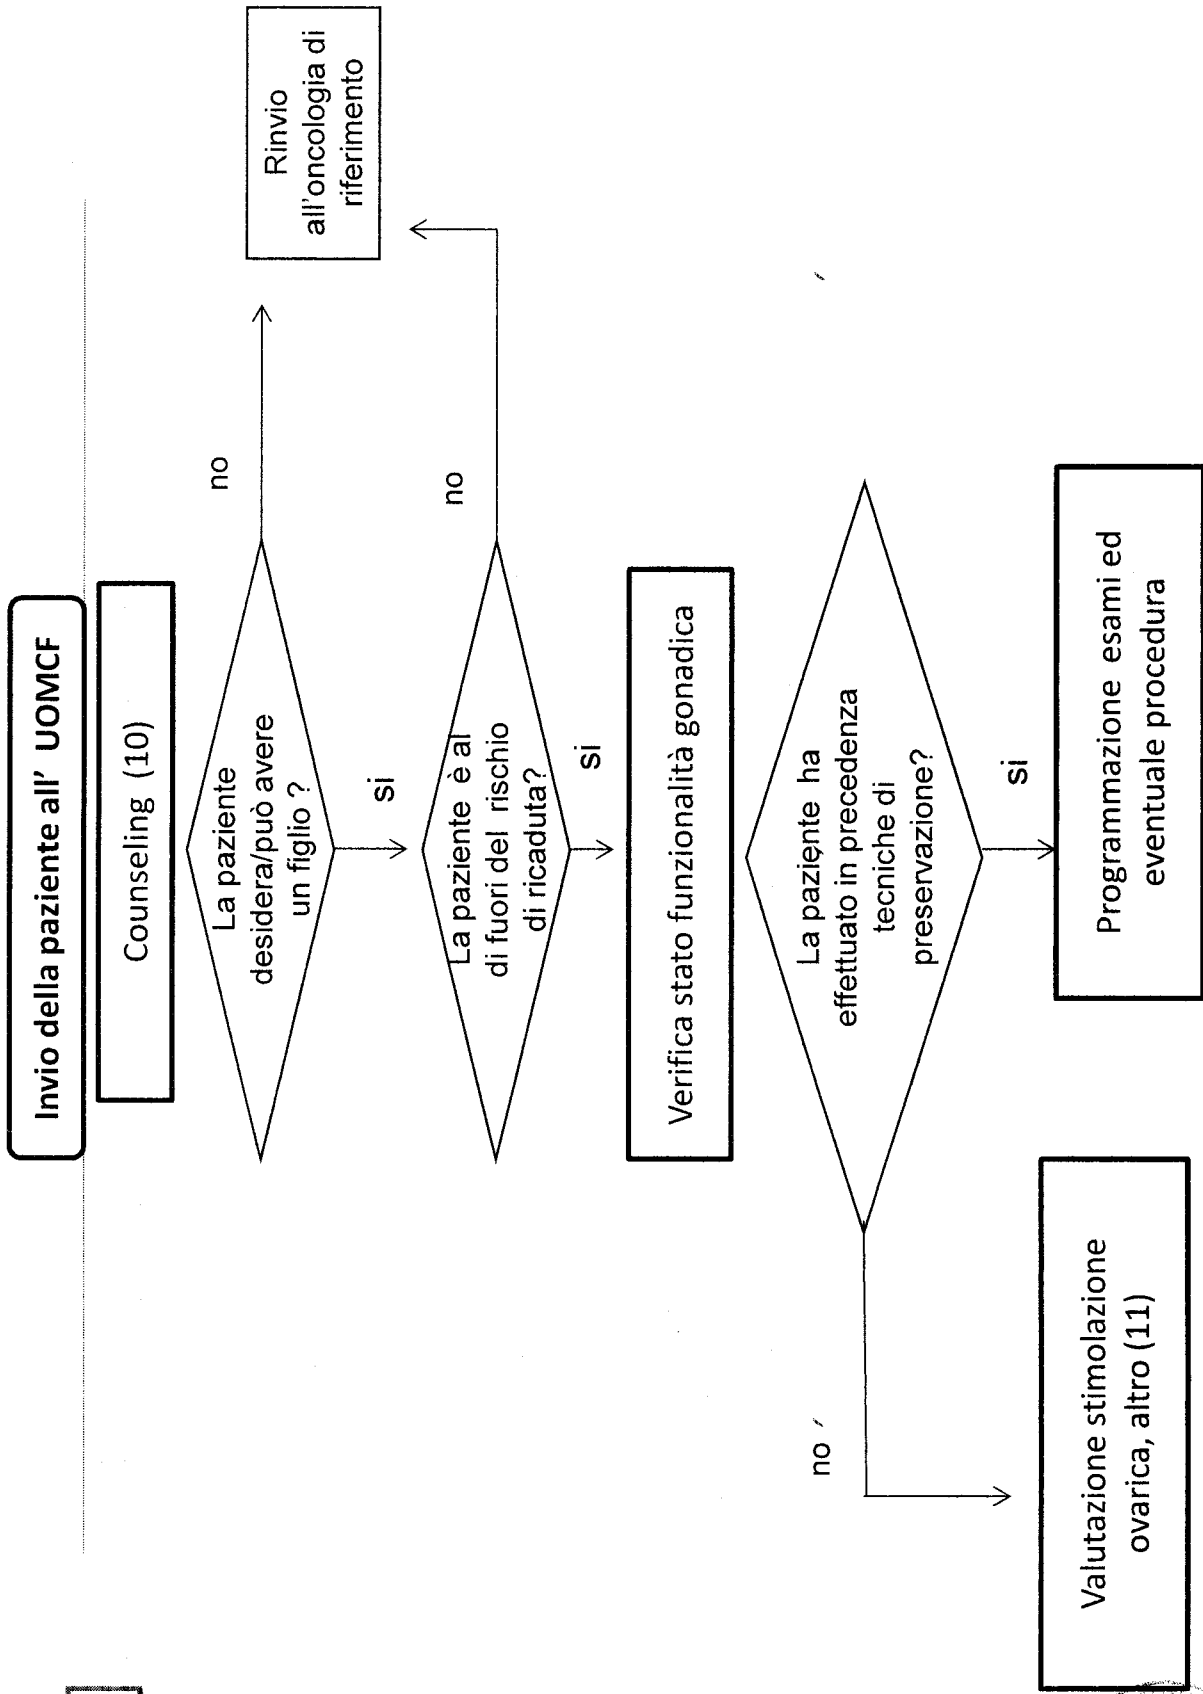 Invio della paziente all' UOMCF
Counseling (10)
La paziente
desidera/può avere
un figlio ?
no
Rinvio
all'oncologia di
riferimento
si
La paziente è al
di fuori del rischio
di ricaduta?
no
si
Verifica stato funzionalità gonadica
La paziente ha
effettuato in precedenza
tecniche di
preservazione?
no
si
Valutazione stimolazione
ovarica, altro (11)
Programmazione esami ed
eventuale procedura